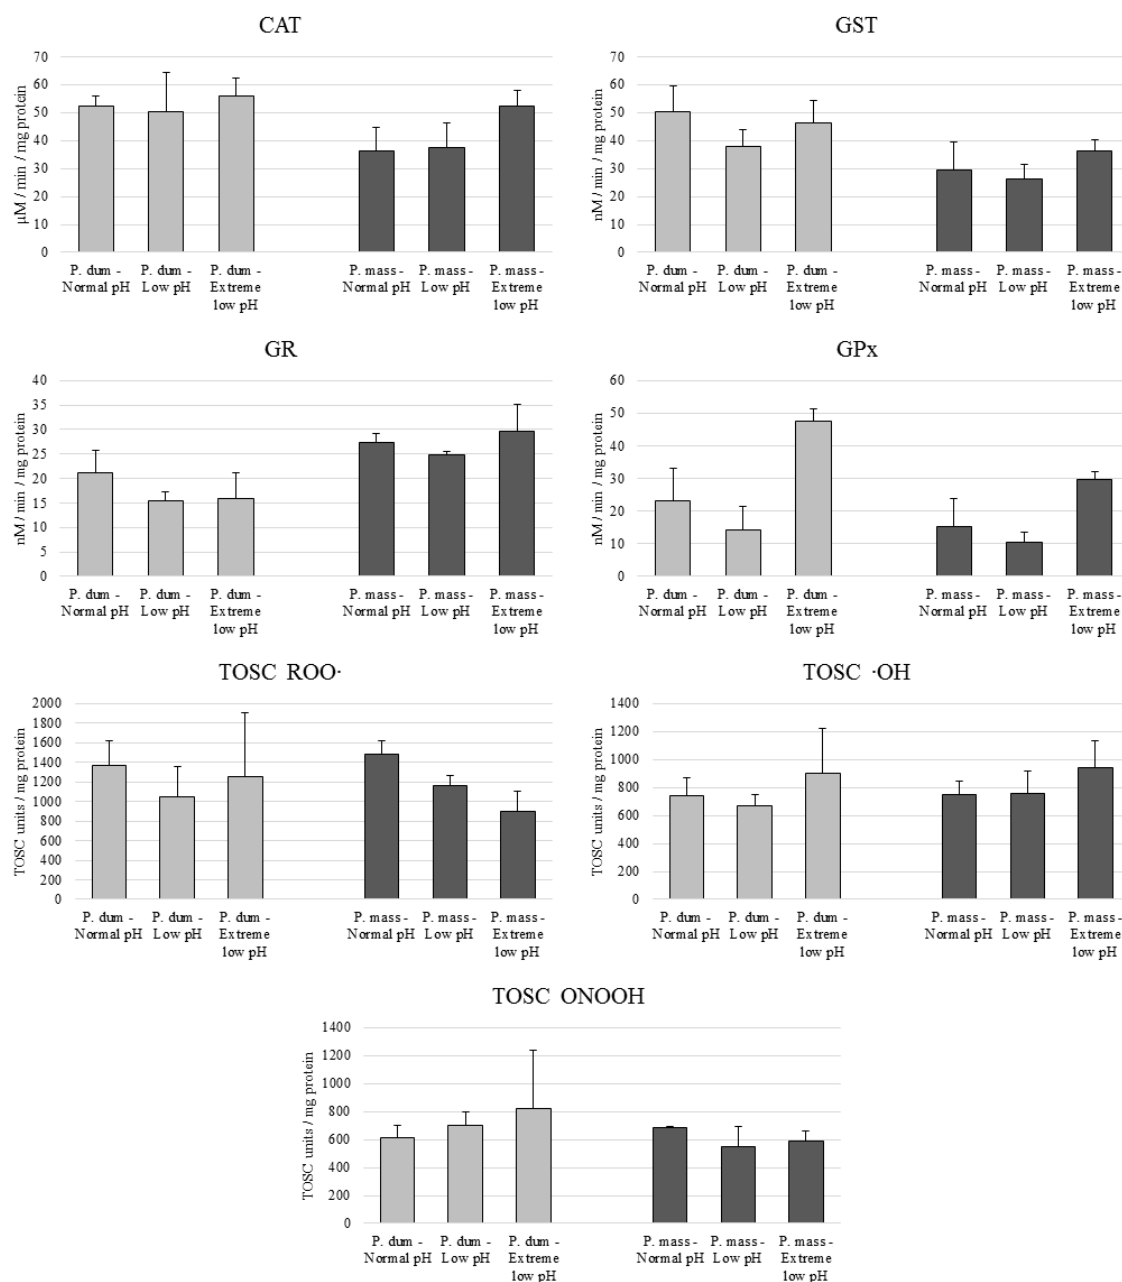 CAT
µM / min / mg protein
70
60
50
40
30
20
10
0
P. dum -
Normal pH
P. dum -
Low pH
P. dum -
Extreme
low pH
P. mass-
Normal pH
P. mass-
Low pH
P. mass-
Extreme
low pH
GST
nM / min / mg protein
70
60
50
40
30
20
10
0
P. dum -
Normal pH
P. dum -
Low pH
P. dum -
Extreme
low pH
P. mass-
Normal pH
P. mass-
Low pH
P. mass-
Extreme
low pH
GR
nM / min / mg protein
40
35
30
25
20
15
10
5
0
P. dum -
Normal pH
P. dum -
Low pH
P. dum -
Extreme
low pH
P. mass-
Normal pH
P. mass-
Low pH
P. mass-
Extreme
low pH
GPx
nM / min / mg protein
60
50
40
30
20
10
0
P. dum -
Normal pH
P. dum -
Low pH
P. dum -
Extreme
low pH
P. mass-
Normal pH
P. mass-
Low pH
P. mass-
Extreme
low pH
TOSC ROO·
TOSC units / mg protein
2000
1800
1600
1400
1200
1000
800
600
400
200
0
P. dum -
Normal pH
P. dum -
Low pH
P. dum -
Extreme
low pH
P. mass-
Normal pH
P. mass-
Low pH
P. mass-
Extreme
low pH
TOSC ·OH
TOSC units / mg protein
1400
1200
1000
800
600
400
200
0
P. dum -
Normal pH
P. dum -
Low pH
P. dum -
Extreme
low pH
P. mass-
Normal pH
P. mass-
Low pH
P. mass-
Extreme
low pH
TOSC ONOOH
TOSC units / mg protein
1400
1200
1000
800
600
400
200
0
P. dum -
Normal pH
P. dum -
Low pH
P. dum -
Extreme
low pH
P. mass-
Normal pH
P. mass-
Low pH
P. mass-
Extreme
low pH